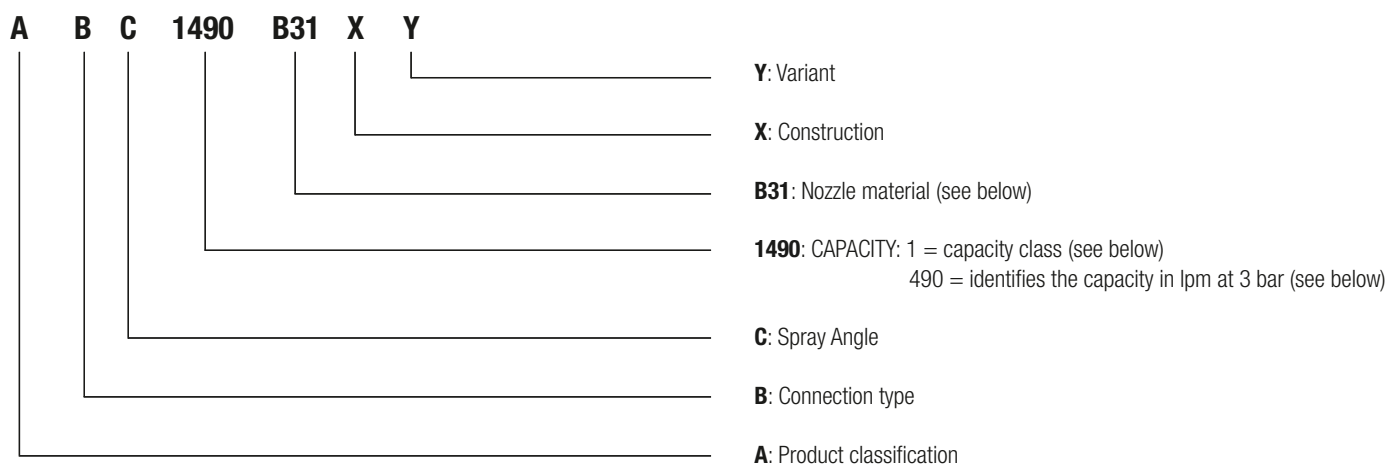 A B C 1490 B31 X Y
Y: Variant
X: Construction
B31: Nozzle material (see below)
1490: CAPACITY: 1 = capacity class (see below)
490 = identifies the capacity in lpm at 3 bar (see below)
C: Spray Angle
B: Connection type
A: Product classification